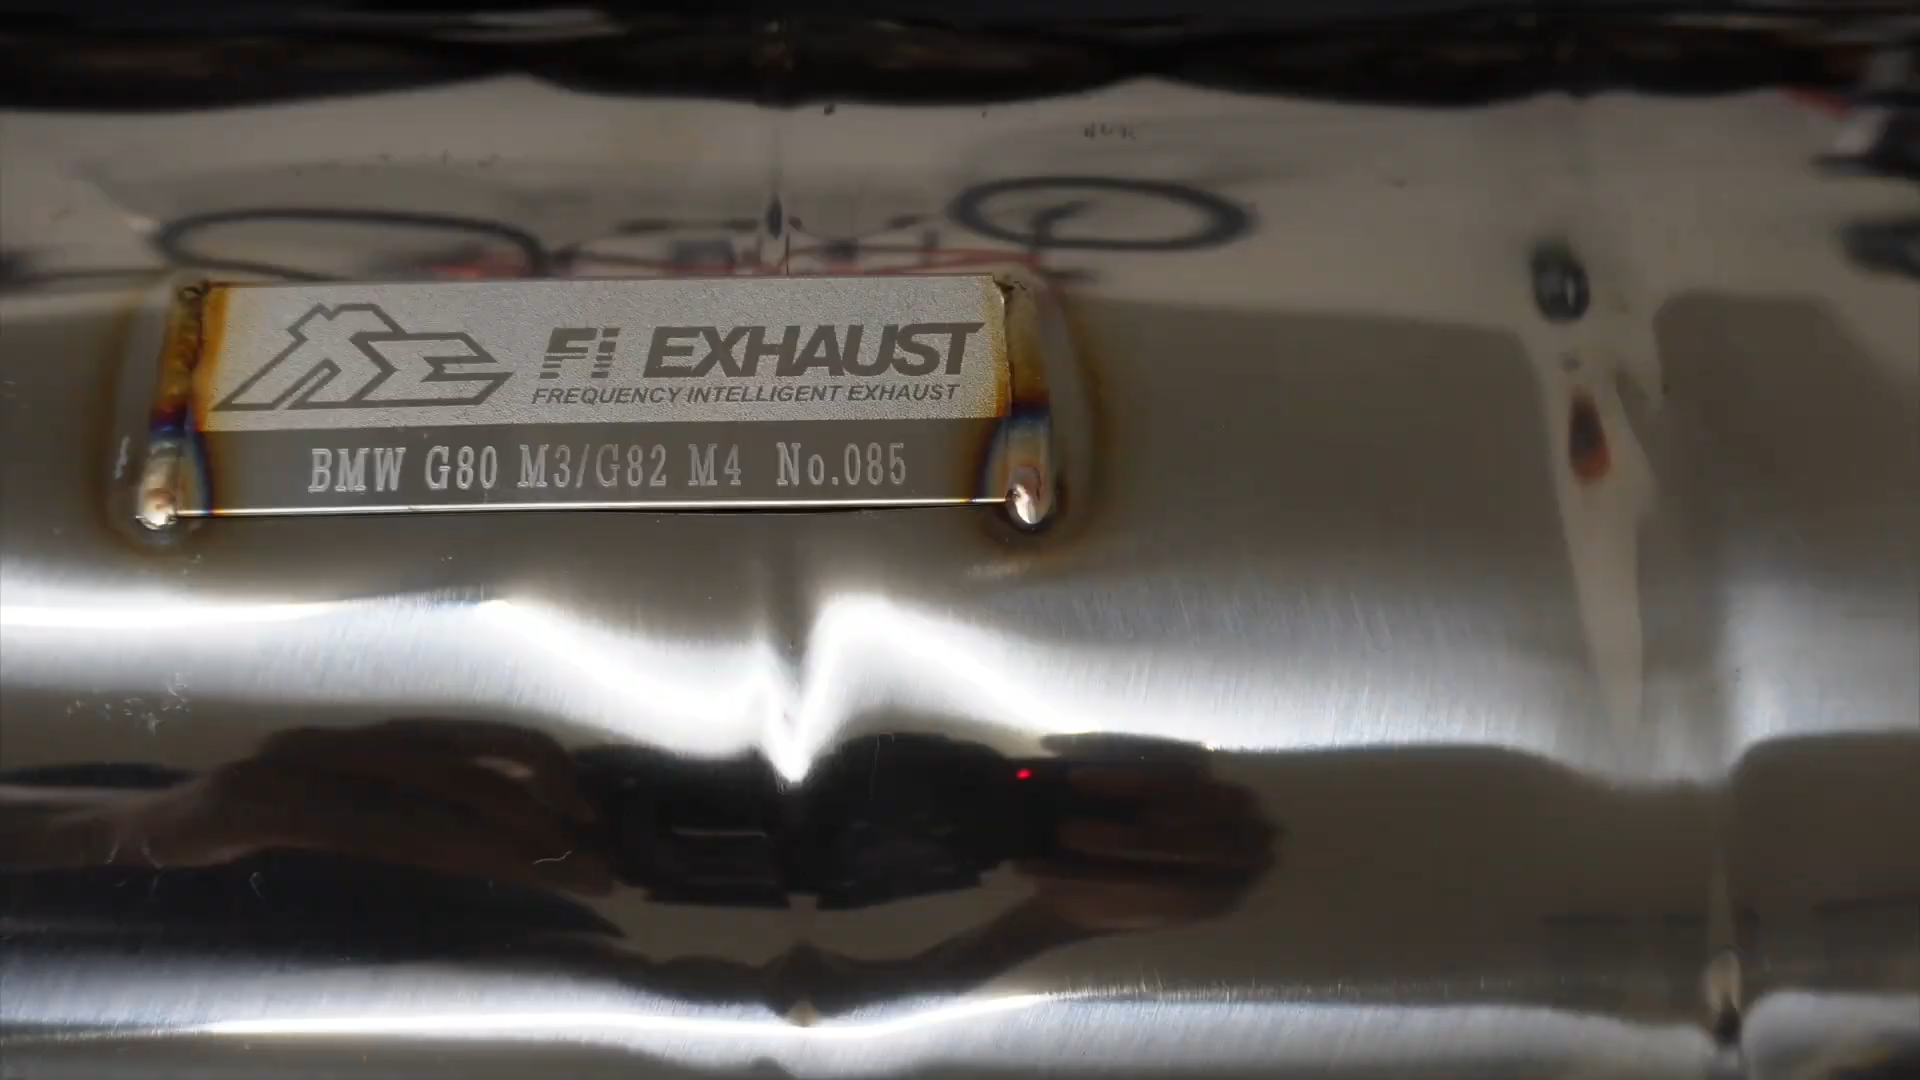 Fi EXHAUST
FREQUENCY INTELLIGENT EXHAUST
BMW G80 M3/G82 M4 No.085